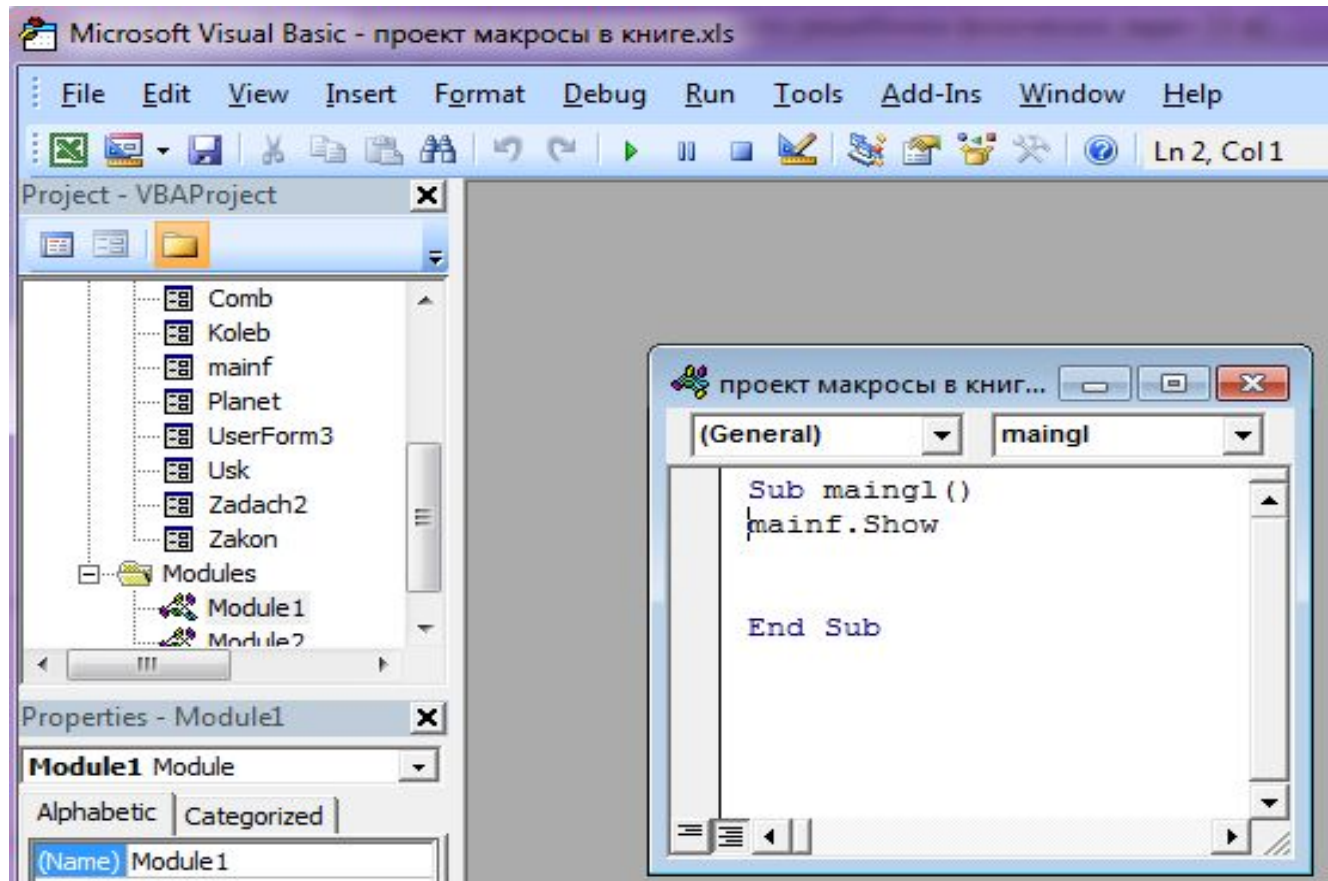 Microsoft Visual Basic - проект макросы в книге.xls
File Edit View Insert Format Debug Run Tools Add-Ins Window Help
Ln 2, Col 1
Project - VBAProject
Comb
Koleb
mainf
Planet
UserForm3
Usk
Zadach2
Zakon
Modules
Module1
Module2
Properties - Module1
Module1 Module
Alphabetic Categorized
(Name) Module1
проект макросы в книг...
(General) maingl
Sub maingl()
mainf.Show
End Sub